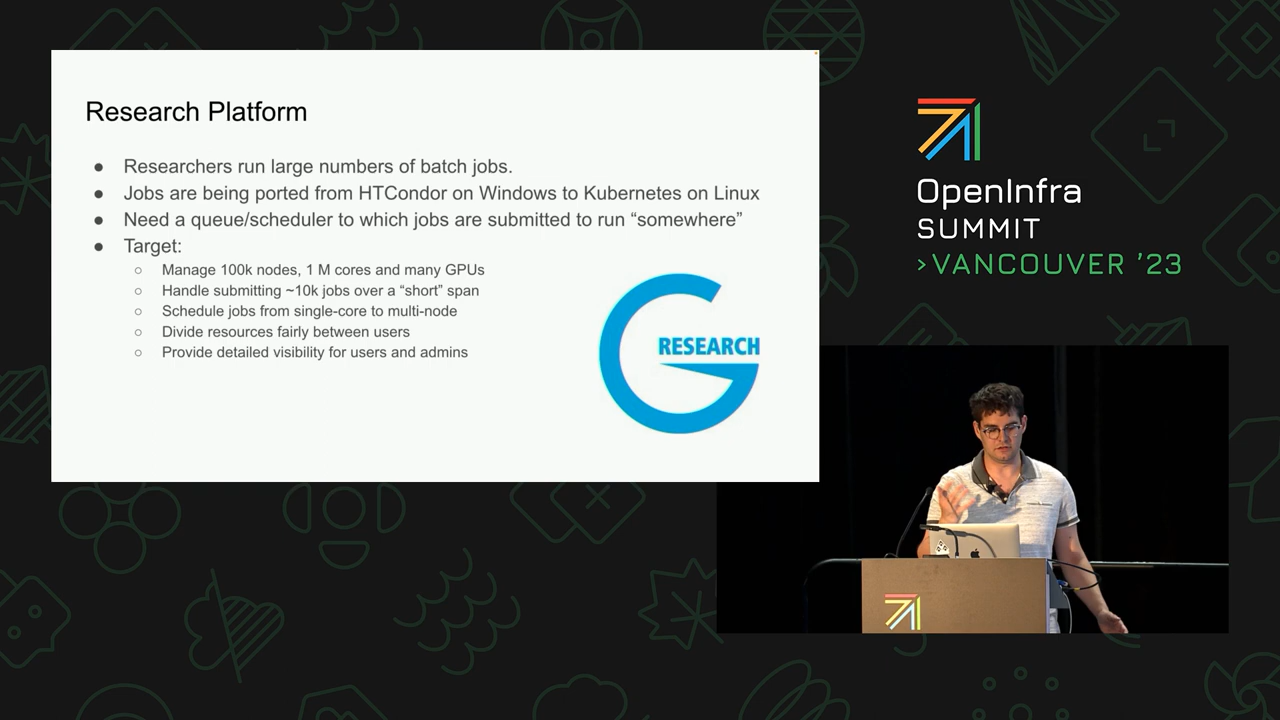 Research Platform
● Researchers run large numbers of batch jobs.
● Jobs are being ported from HTCondor on Windows to Kubernetes on Linux
● Need a queue/scheduler to which jobs are submitted to run “somewhere”
● Target:
○ Manage 100k nodes, 1 M cores and many GPUs
○ Handle submitting ~10k jobs over a “short” span
○ Schedule jobs from single-core to multi-node
○ Divide resources fairly between users
○ Provide detailed visibility for users and admins
RESEARCH
OpenInfra
SUMMIT
>VANCOUVER ’23